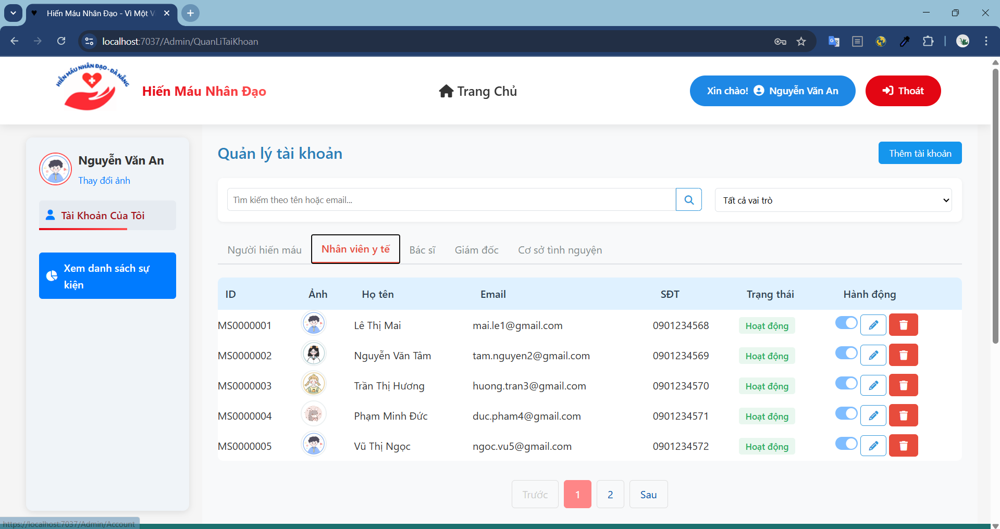 Hiến Máu Nhân Đạo - Vì Một V
localhost:7037/Admin/QuanLiTaiKhoan
HIẾN MÁU NHÂN ĐẠO - ĐÀ NẴNG
Hiến Máu Nhân Đạo
Trang Chủ
Xin chào! Nguyễn Văn An
Thoát
Nguyễn Văn An
Thay đổi ảnh
Tài Khoản Của Tôi
Xem danh sách sự
kiện
Quản lý tài khoản
Thêm tài khoản
Tìm kiếm theo tên hoặc email...
Tất cả vai trò
Người hiến máu Nhân viên y tế Bác sĩ Giám đốc Cơ sở tình nguyện
ID Ảnh Họ tên Email SĐT Trạng thái Hành động
MS0000001 Lê Thị Mai mai.le1@gmail.com 0901234568 Hoạt động
MS0000002 Nguyễn Văn Tâm tam.nguyen2@gmail.com 0901234569 Hoạt động
MS0000003 Trần Thị Hương huong.tran3@gmail.com 0901234570 Hoạt động
MS0000004 Phạm Minh Đức duc.pham4@gmail.com 0901234571 Hoạt động
MS0000005 Vũ Thị Ngọc ngoc.vu5@gmail.com 0901234572 Hoạt động
Trước 1 2 Sau
https://localhost:7037/Admin/Account